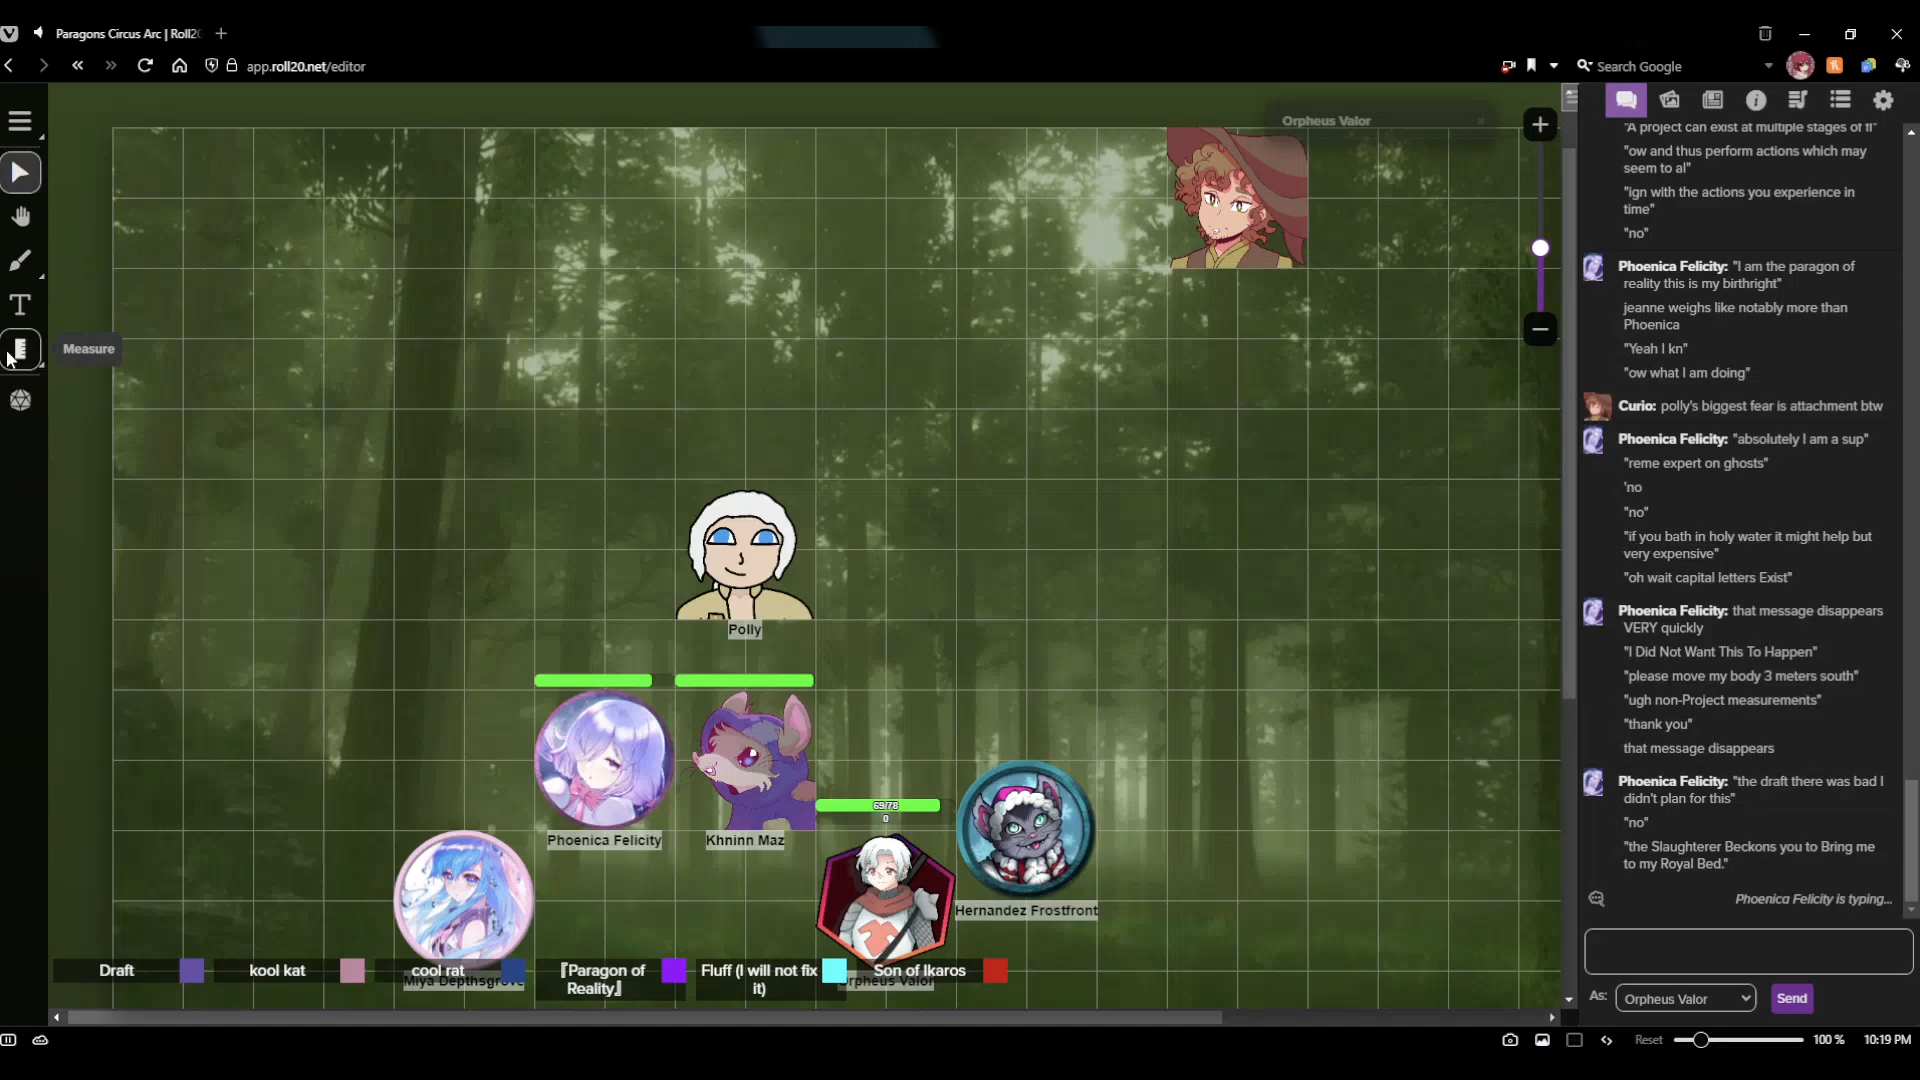 Paragons Circus Arc | Roll20
app.roll20.net/editor
Search Google
Orpheus Valor
Measure
"A project can exist at multiple stages of fl"
"ow and thus perform actions which may
seem to al"
"ign with the actions you experience in
time"
"no"
Phoenica Felicity: "I am the paragon of
reality this is my birthright"
jeanne weighs like notably more than
Phoenica
"Yeah I kn"
"ow what I am doing"
Curio: polly's biggest fear is attachment btw
Phoenica Felicity: "absolutely I am a sup"
"reme expert on ghosts"
'no
"no"
"if you bath in holy water it might help but
very expensive"
"oh wait capital letters Exist"
Phoenica Felicity: that message disappears
VERY quickly
"I Did Not Want This To Happen"
"please move my body 3 meters south"
"ugh non-Project measurements"
"thank you"
that message disappears
Phoenica Felicity: "the draft there was bad I
didn't plan for this"
"no"
"the Slaughterer Beckons you to Bring me
to my Royal Bed."
Phoenica Felicity is typing...
As:
Orpheus Valor
Send
Polly
Phoenica Felicity
Khninn Maz
69/78
0
Hernandez Frostfront
Miya Depthsgrove
Orpheus Valor
Draft
kool kat
cool rat
『Paragon of
Reality』
Fluff (I will not fix
it)
Son of Ikaros
Reset
100 %
10:19 PM